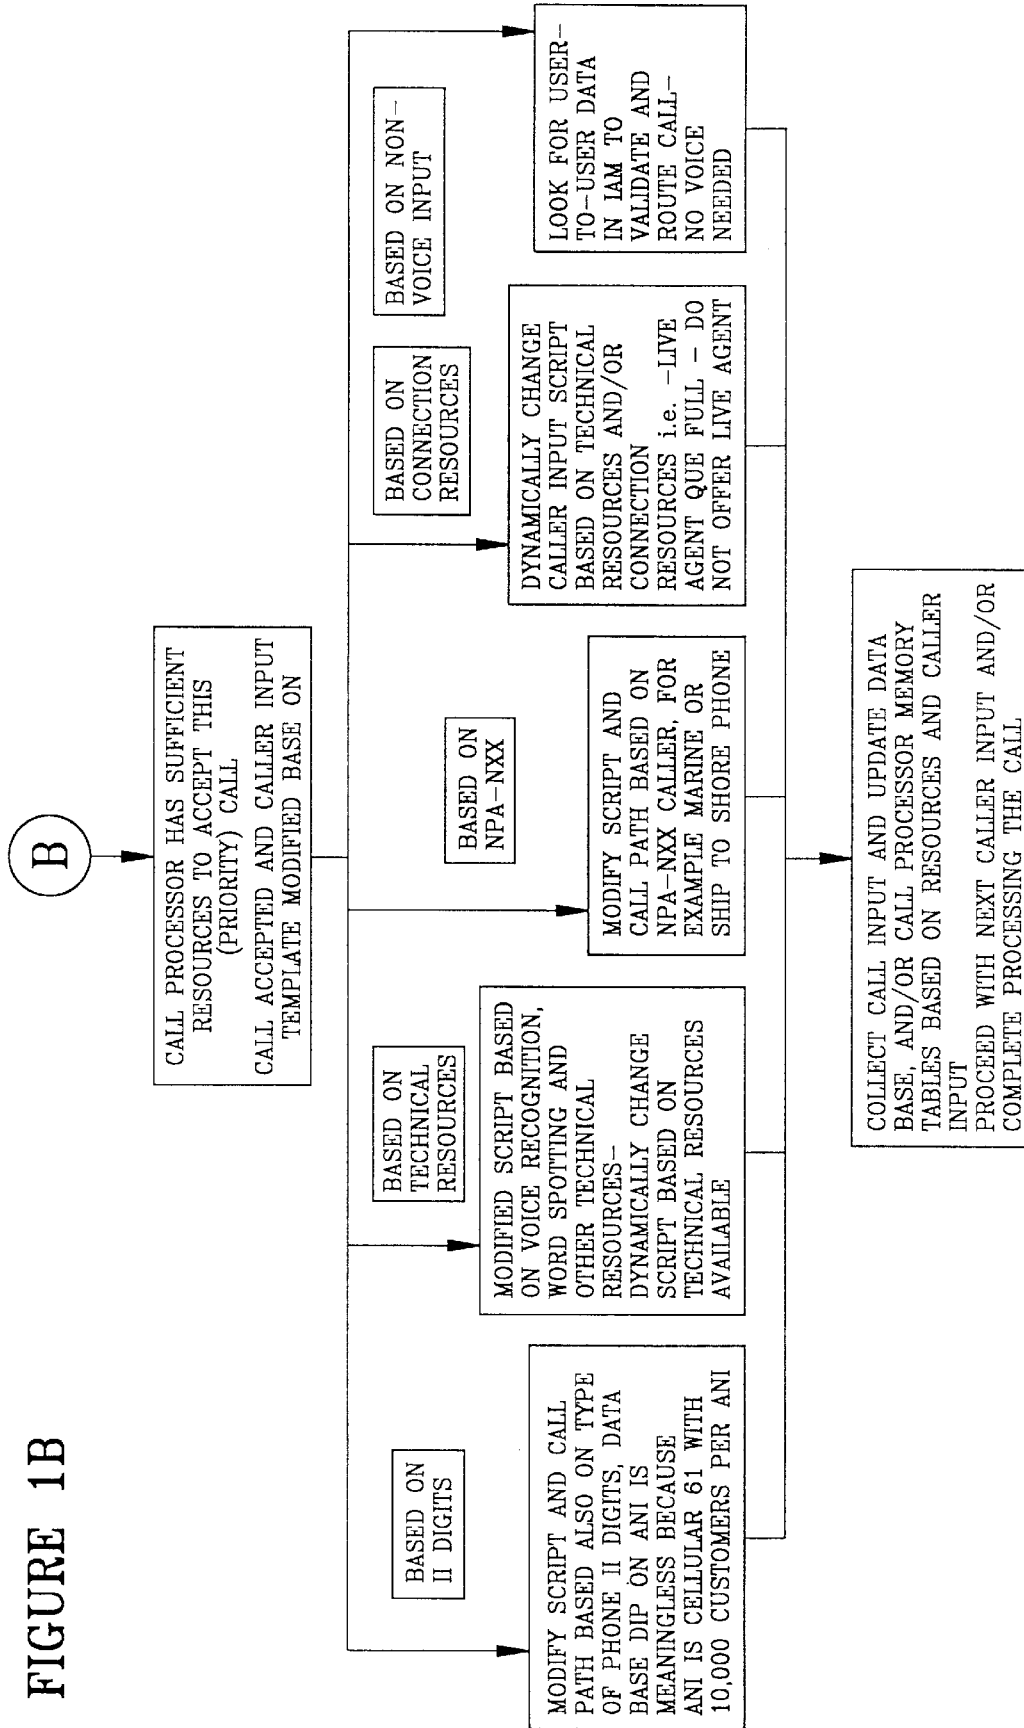 FIGURE 1B
B
CALL PROCESSOR HAS SUFFICIENT
RESOURCES TO ACCEPT THIS
(PRIORITY) CALL
CALL ACCEPTED AND CALLER INPUT
TEMPLATE MODIFIED BASE ON
BASED ON
II DIGITS
MODIFY SCRIPT AND CALL
PATH BASED ALSO ON TYPE
OF PHONE II DIGITS, DATA
BASE DIP ON ANI IS
MEANINGLESS BECAUSE
ANI IS CELLULAR 61 WITH
10,000 CUSTOMERS PER ANI
BASED ON
TECHNICAL
RESOURCES
MODIFIED SCRIPT BASED
ON VOICE RECOGNITION,
WORD SPOTTING AND
OTHER TECHNICAL
RESOURCES-
DYNAMICALLY CHANGE
SCRIPT BASED ON
TECHNICAL RESOURCES
AVAILABLE
BASED ON
NPA-NXX
MODIFY SCRIPT AND
CALL PATH BASED ON
NPA-NXX CALLER, FOR
EXAMPLE MARINE OR
SHIP TO SHORE PHONE
BASED ON
CONNECTION
RESOURCES
DYNAMICALLY CHANGE
CALLER INPUT SCRIPT
BASED ON TECHNICAL
RESOURCES AND/OR
CONNECTION
RESOURCES i.e. -LIVE
AGENT QUE FULL - DO
NOT OFFER LIVE AGENT
BASED ON NON-
VOICE INPUT
LOOK FOR USER-
TO-USER DATA
IN IAM TO
VALIDATE AND
ROUTE CALL-
NO VOICE
NEEDED
COLLECT CALL INPUT AND UPDATE DATA
BASE, AND/OR CALL PROCESSOR MEMORY
TABLES BASED ON RESOURCES AND CALLER
INPUT
PROCEED WITH NEXT CALLER INPUT AND/OR
COMPLETE PROCESSING THE CALL